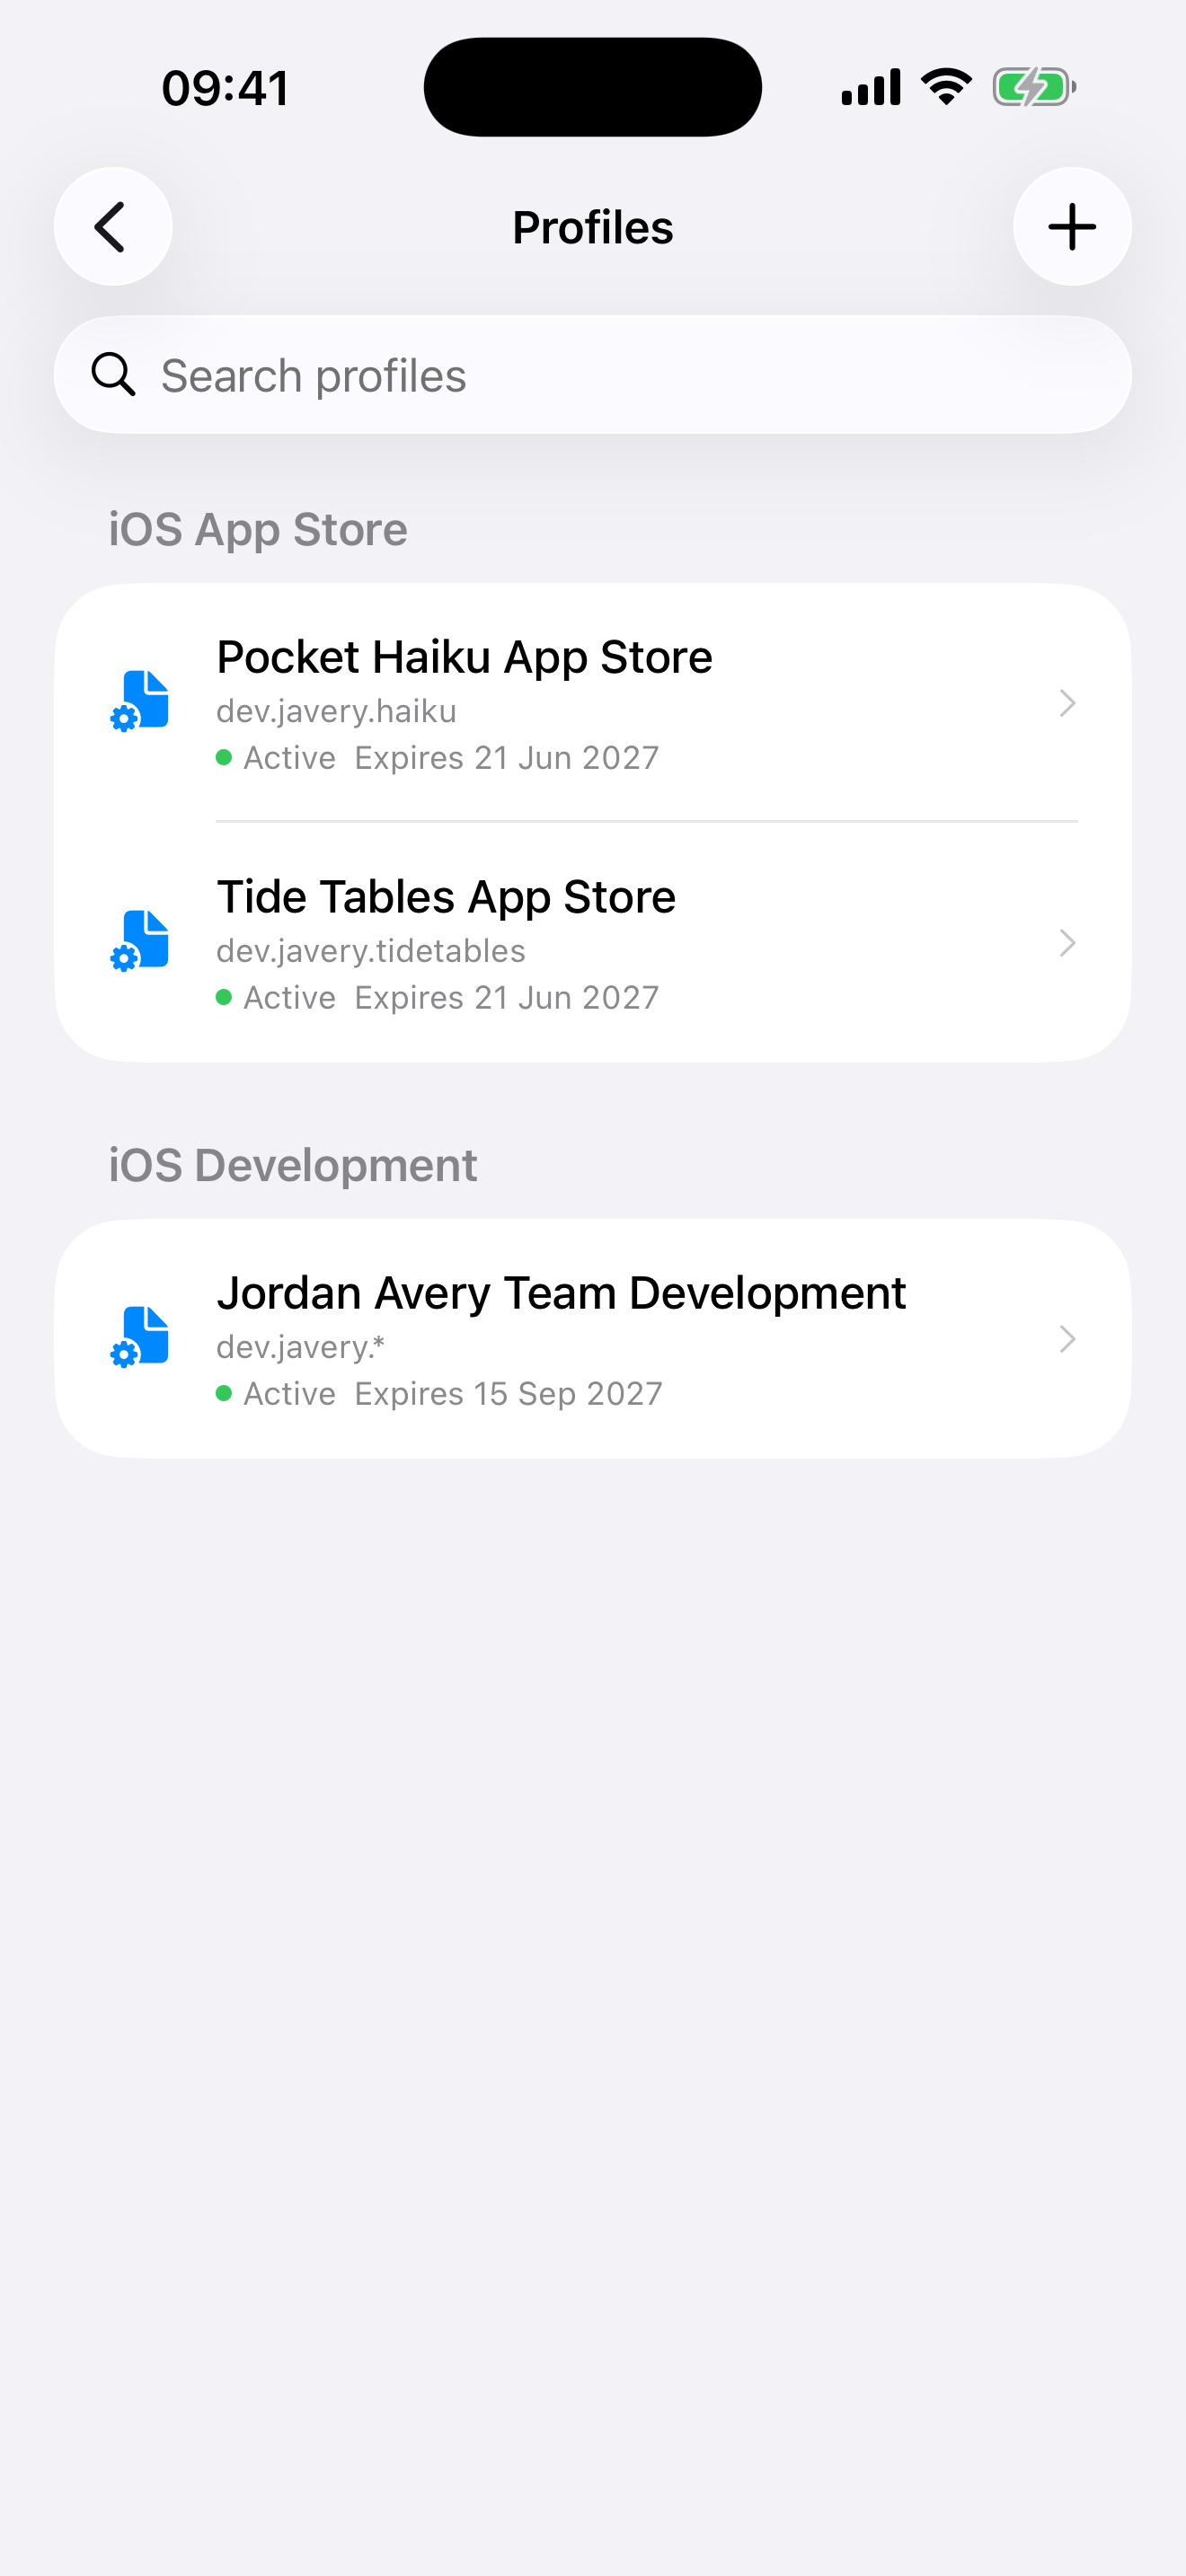 09:41
Profiles
Search profiles
iOS App Store
Pocket Haiku App Store
dev.javery.haiku
Active Expires 21 Jun 2027
Tide Tables App Store
dev.javery.tidetables
Active Expires 21 Jun 2027
iOS Development
Jordan Avery Team Development
dev.javery.*
Active Expires 15 Sep 2027